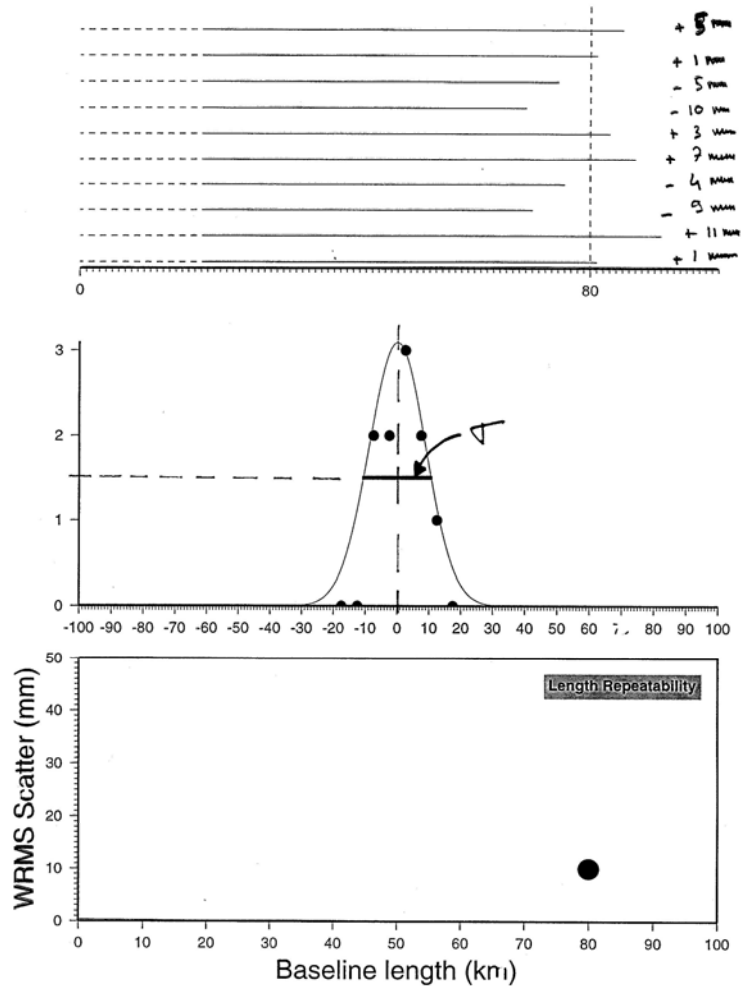 + 5 mm
+ 1 mm
- 5 mm
- 10 mm
+ 3 mm
+ 7 mm
- 4 mm
- 9 mm
+ 11 mm
+ 1 mm
0 80
3
2
1
0
-100 -90 -80 -70 -60 -50 -40 -30 -20 -10 0 10 20 30 40 50 60 80 90 100
50
40
30
20
10
0
WRMS Scatter (mm)
Length Repeatability
0 10 20 30 40 50 60 70 80 90 100
Baseline length (km)